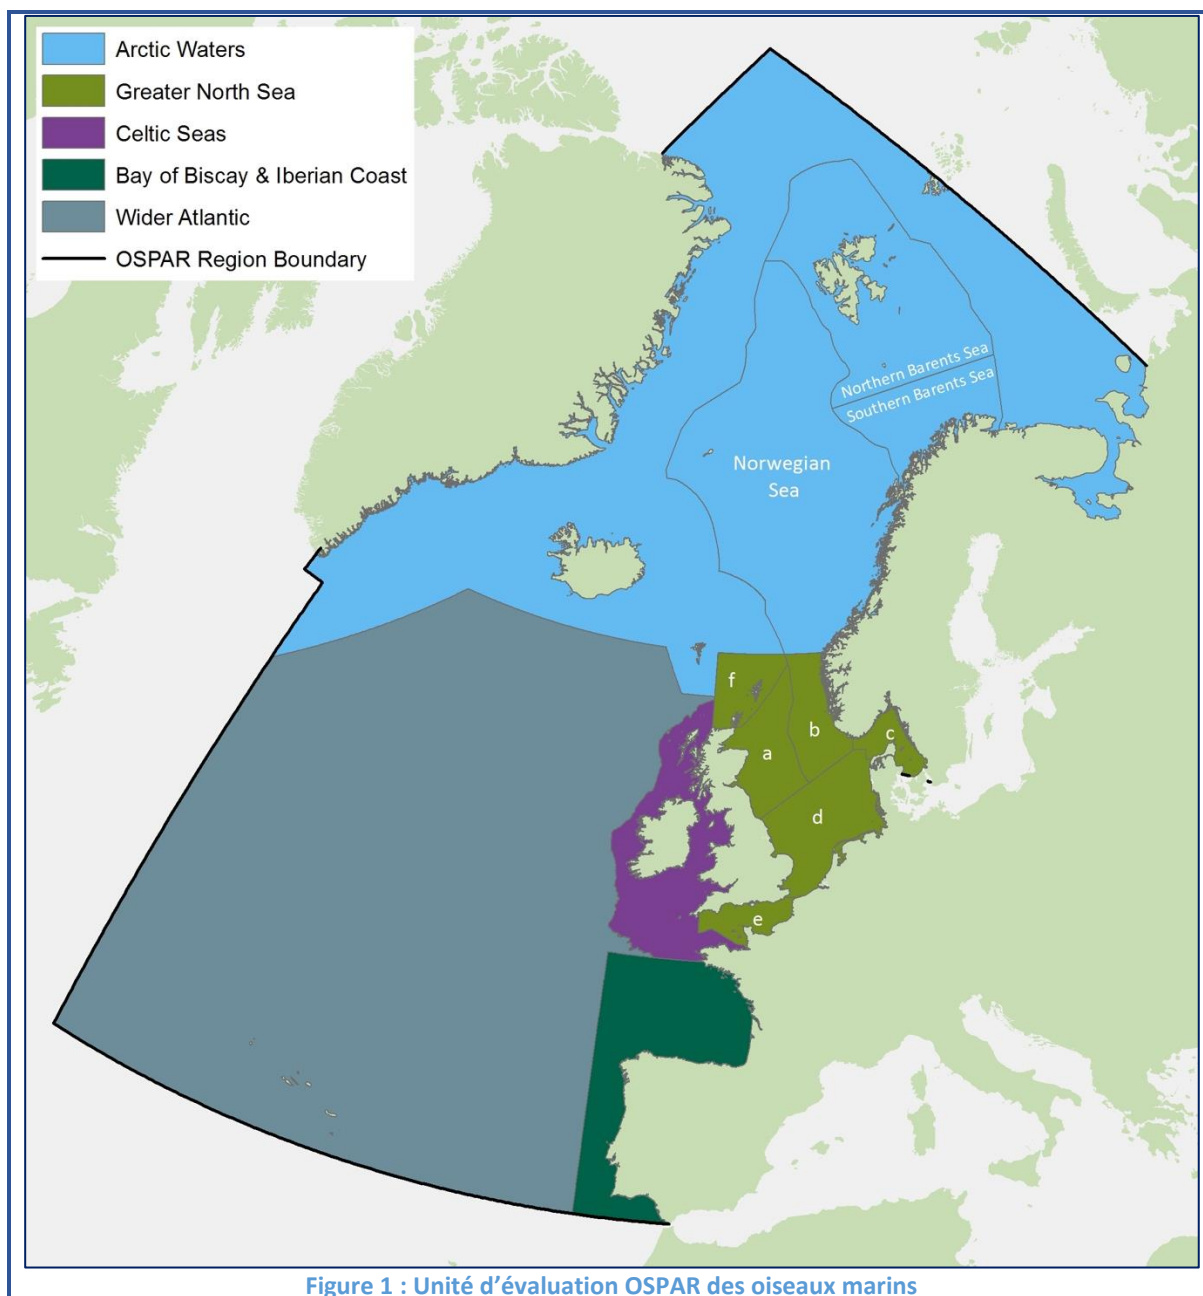 Arctic Waters
Greater North Sea
Celtic Seas
Bay of Biscay & Iberian Coast
Wider Atlantic
OSPAR Region Boundary
Northern Barents Sea
Southern Barents Sea
Norwegian
Sea
f
b
c
a
d
e
Figure 1 : Unité d'évaluation OSPAR des oiseaux marins